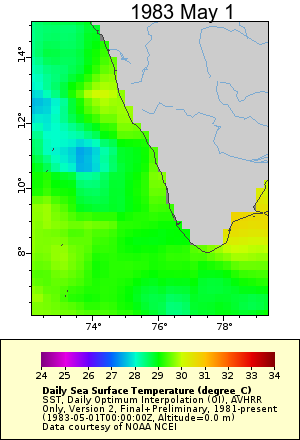 1983 May 1
14°
12°
10°
8°
74° 76° 78°
24 25 26 27 28 29 30 31 32 33 34
Daily Sea Surface Temperature (degree_C)
SST, Daily Optimum Interpolation (OI), AVHRR
Only, Version 2, Final+Preliminary, 1981-present
(1983-05-01T00:00:00Z, Altitude=0.0 m)
Data courtesy of NOAA NCEI